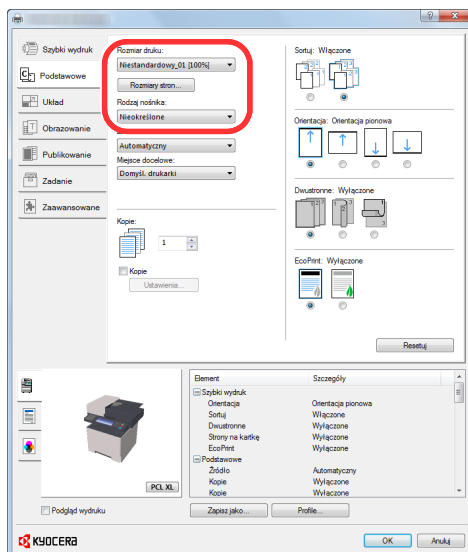 Szybki wydruk
Podstawowe
Układ
Obrazowanie
Publikowanie
Zadanie
Zaawansowane
Rozmiar druku:
Niestandardowy_01 [100%]
Rozmiary stron...
Rodzaj nośnika:
Nieokreślone
Automatyczny
Miejsce docelowe:
Domyśl. drukarki
Kopie:
1
Kopie
Ustawienia...
Sortuj: Włączone
Orientacja: Orientacja pionowa
Dwustronne: Wyłączone
EcoPrint: Wyłączone
Resetuj
PCL XL
Podgląd wydruku
Element Szczegóły
Szybki wydruk
Orientacja Orientacja pionowa
Sortuj Włączone
Dwustronne Wyłączone
Strony na kartkę Wyłączone
EcoPrint Wyłączone
Podstawowe
Źródło Automatyczny
Kopie Wyłączone
Kopie Wyłączone
Zapisz jako... Profile...
KYOCERA
OK Anuluj